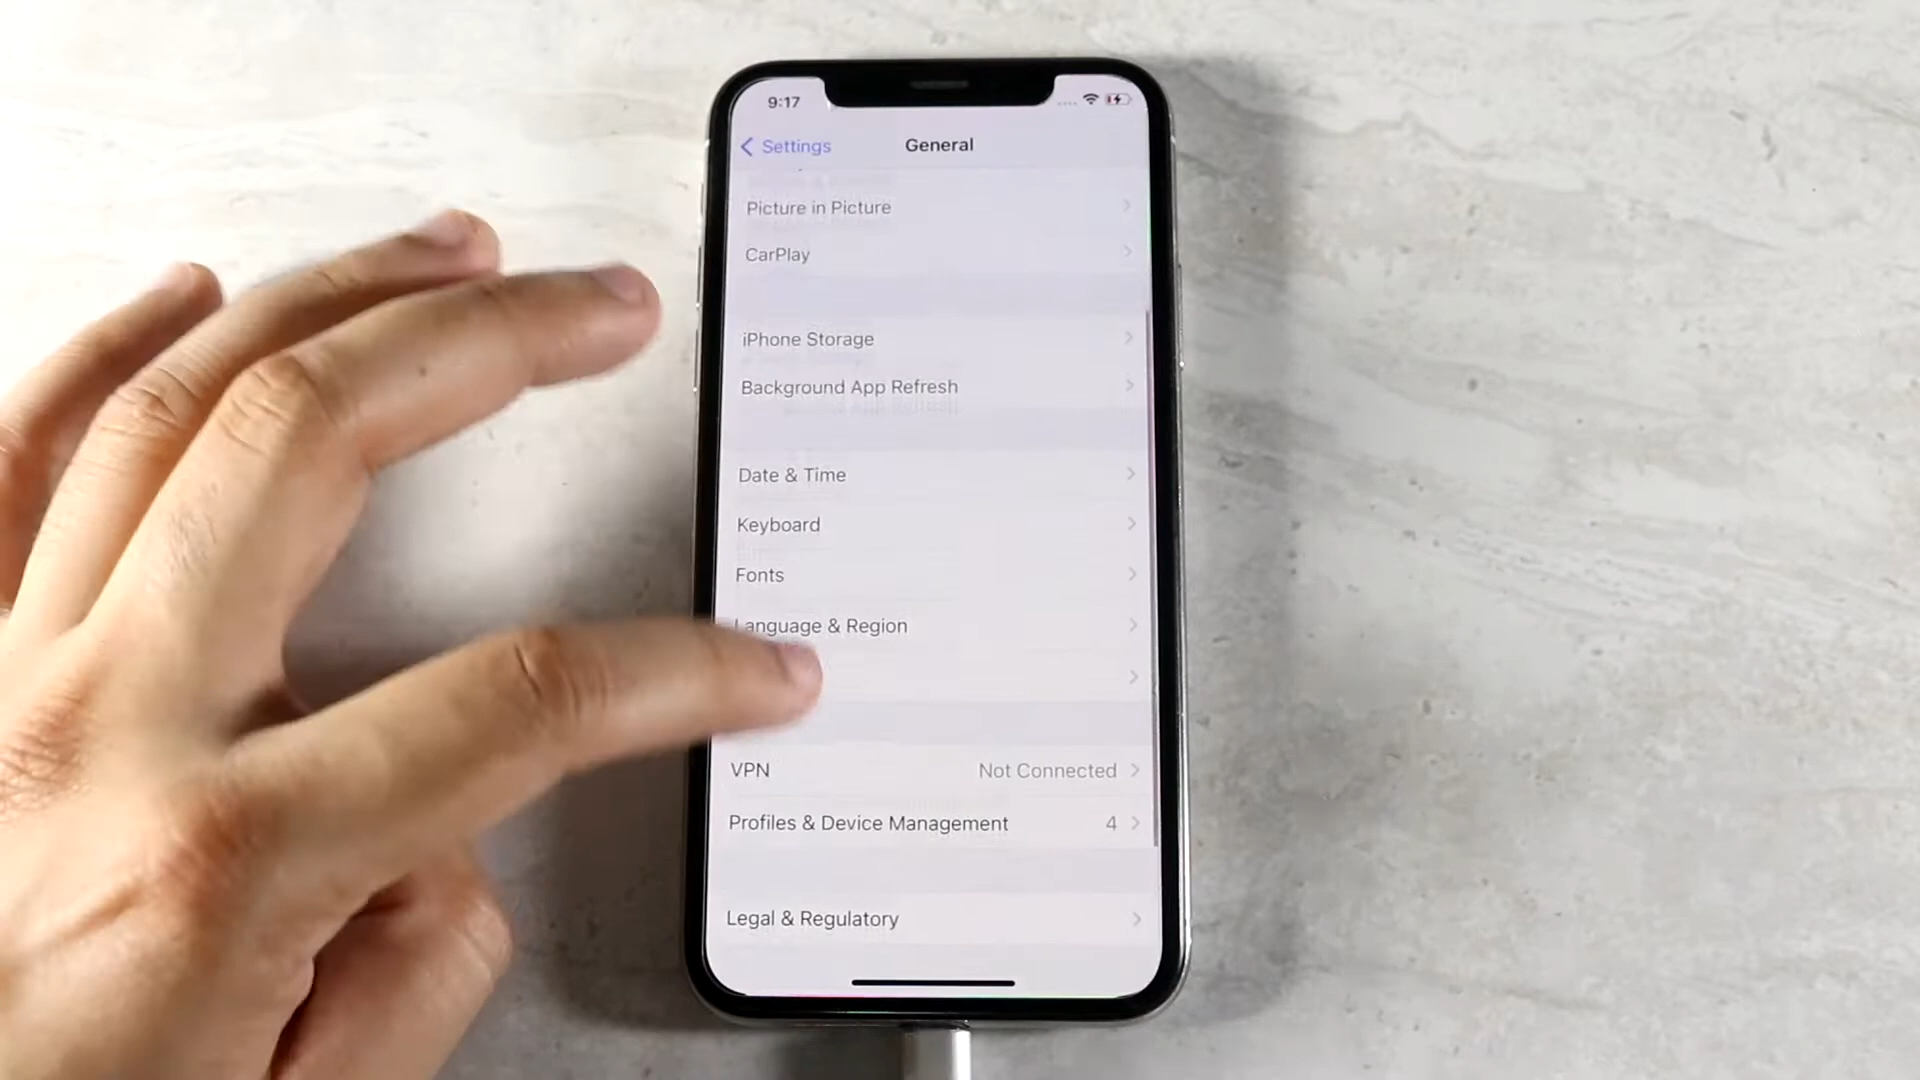 9:17
Settings
General
Picture in Picture
CarPlay
iPhone Storage
Background App Refresh
Date & Time
Keyboard
Fonts
Language & Region
VPN Not Connected
Profiles & Device Management 4
Legal & Regulatory